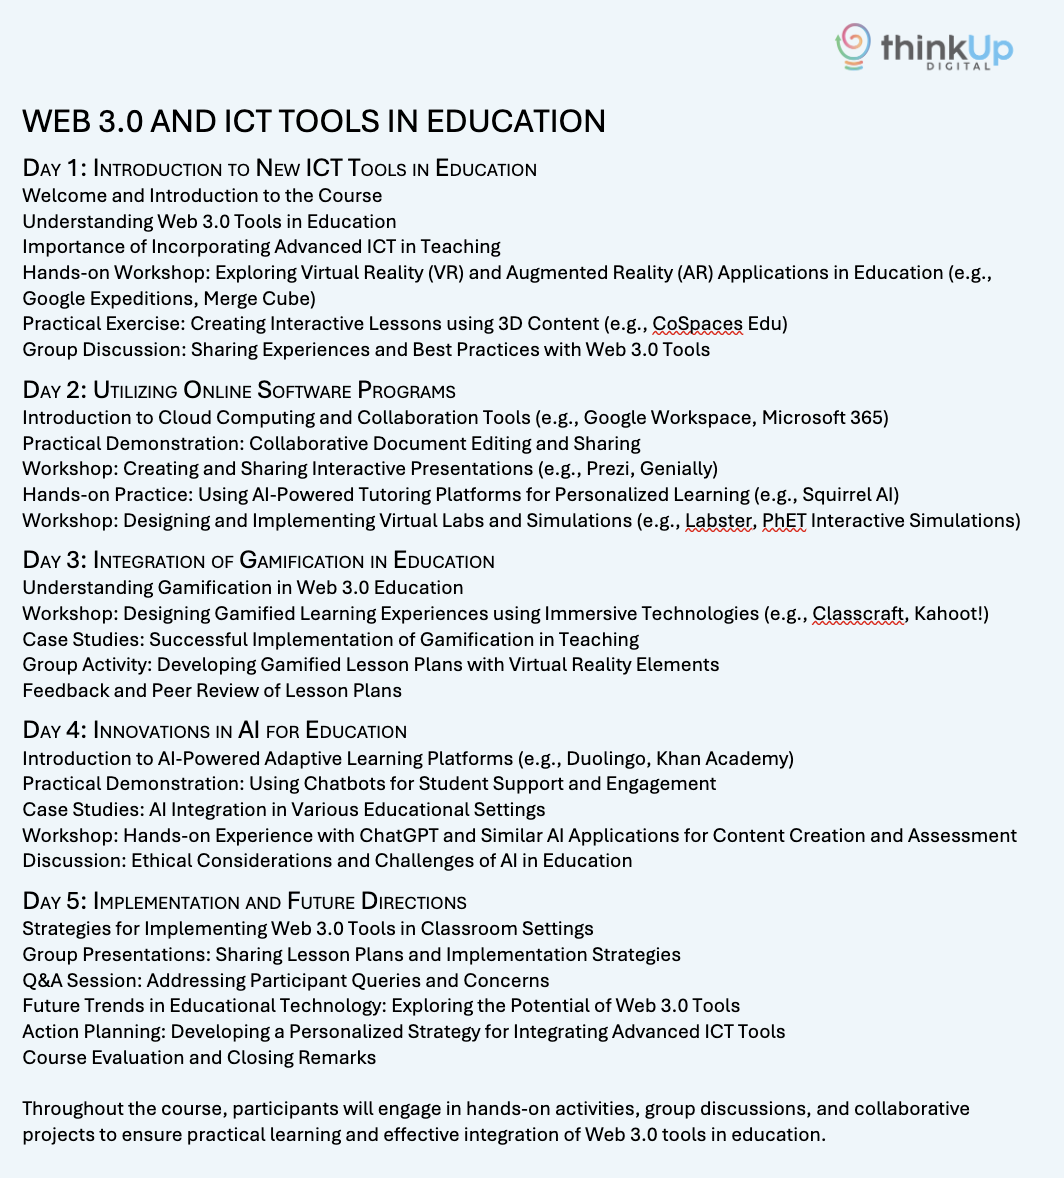 thinkUp
DIGITAL
WEB 3.0 AND ICT TOOLS IN EDUCATION
DAY 1: INTRODUCTION TO NEW ICT TOOLS IN EDUCATION
Welcome and Introduction to the Course
Understanding Web 3.0 Tools in Education
Importance of Incorporating Advanced ICT in Teaching
Hands-on Workshop: Exploring Virtual Reality (VR) and Augmented Reality (AR) Applications in Education (e.g.,
Google Expeditions, Merge Cube)
Practical Exercise: Creating Interactive Lessons using 3D Content (e.g., CoSpaces Edu)
Group Discussion: Sharing Experiences and Best Practices with Web 3.0 Tools
DAY 2: UTILIZING ONLINE SOFTWARE PROGRAMS
Introduction to Cloud Computing and Collaboration Tools (e.g., Google Workspace, Microsoft 365)
Practical Demonstration: Collaborative Document Editing and Sharing
Workshop: Creating and Sharing Interactive Presentations (e.g., Prezi, Genially)
Hands-on Practice: Using AI-Powered Tutoring Platforms for Personalized Learning (e.g., Squirrel AI)
Workshop: Designing and Implementing Virtual Labs and Simulations (e.g., Labster, PhET Interactive Simulations)
DAY 3: INTEGRATION OF GAMIFICATION IN EDUCATION
Understanding Gamification in Web 3.0 Education
Workshop: Designing Gamified Learning Experiences using Immersive Technologies (e.g., Classcraft, Kahoot!)
Case Studies: Successful Implementation of Gamification in Teaching
Group Activity: Developing Gamified Lesson Plans with Virtual Reality Elements
Feedback and Peer Review of Lesson Plans
DAY 4: INNOVATIONS IN AI FOR EDUCATION
Introduction to AI-Powered Adaptive Learning Platforms (e.g., Duolingo, Khan Academy)
Practical Demonstration: Using Chatbots for Student Support and Engagement
Case Studies: AI Integration in Various Educational Settings
Workshop: Hands-on Experience with ChatGPT and Similar AI Applications for Content Creation and Assessment
Discussion: Ethical Considerations and Challenges of AI in Education
DAY 5: IMPLEMENTATION AND FUTURE DIRECTIONS
Strategies for Implementing Web 3.0 Tools in Classroom Settings
Group Presentations: Sharing Lesson Plans and Implementation Strategies
Q&A Session: Addressing Participant Queries and Concerns
Future Trends in Educational Technology: Exploring the Potential of Web 3.0 Tools
Action Planning: Developing a Personalized Strategy for Integrating Advanced ICT Tools
Course Evaluation and Closing Remarks
Throughout the course, participants will engage in hands-on activities, group discussions, and collaborative
projects to ensure practical learning and effective integration of Web 3.0 tools in education.